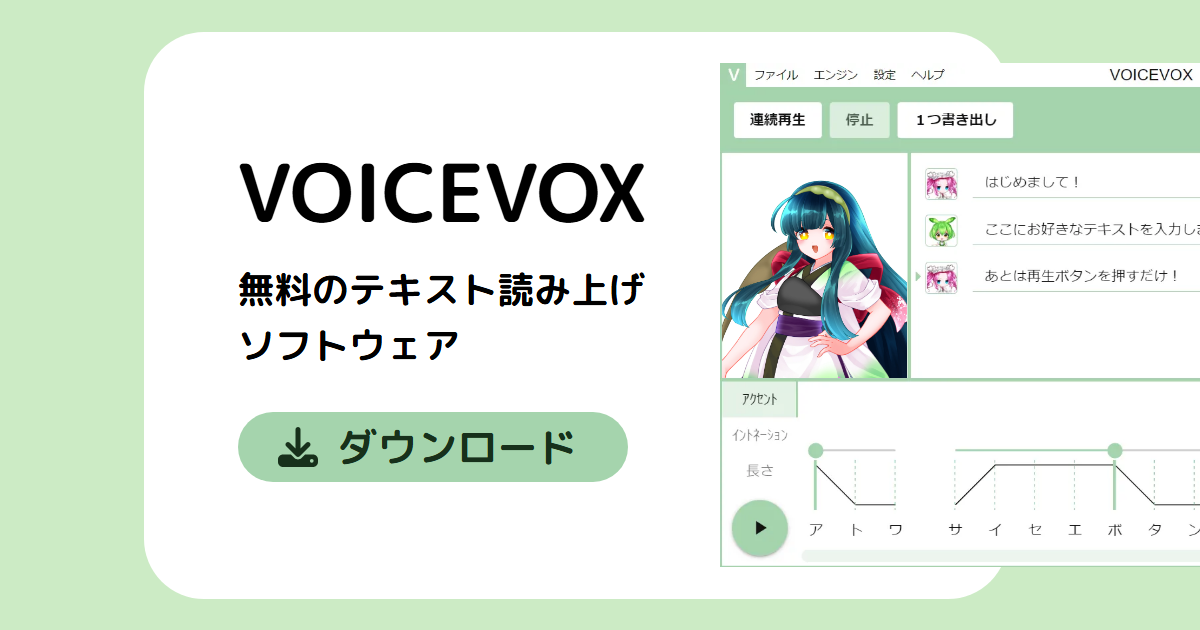 VOICEVOX
無料のテキスト読み上げ
ソフトウェア
ダウンロード
V ファイル エンジン 設定 ヘルプ VOICEVOX
連続再生 停止 1つ書き出し
はじめまして！
ここにお好きなテキストを入力し
あとは再生ボタンを押すだけ！
アクセント
イントネーション
長さ
ア ト ワ サ イ セ エ ボ タ ン